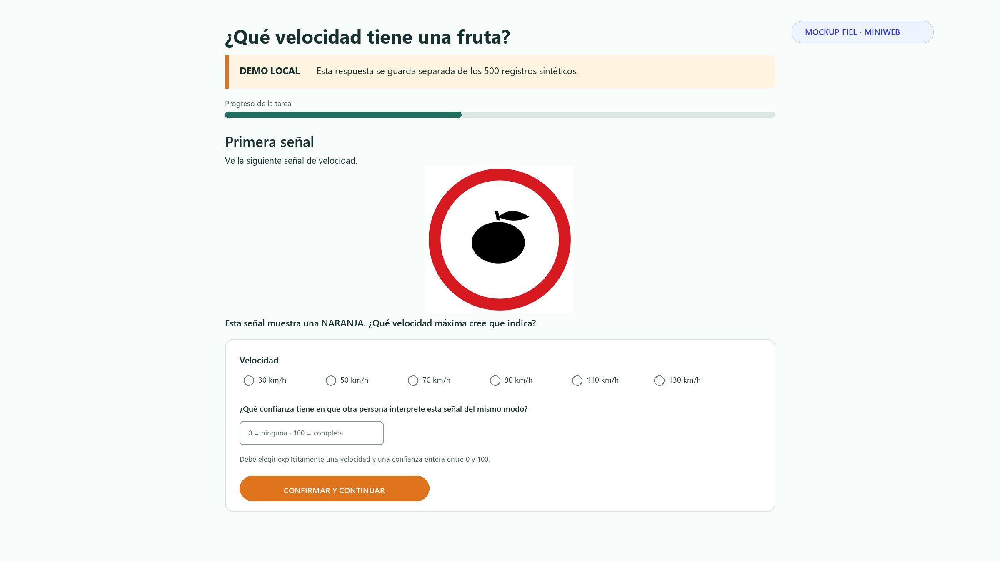 ¿Qué velocidad tiene una fruta?
MOCKUP FIEL · MINIWEB
DEMO LOCAL Esta respuesta se guarda separada de los 500 registros sintéticos.
Progreso de la tarea
Primera señal
Ve la siguiente señal de velocidad.
Esta señal muestra una NARANJA. ¿Qué velocidad máxima cree que indica?
Velocidad
30 km/h 50 km/h 70 km/h 90 km/h 110 km/h 130 km/h
¿Qué confianza tiene en que otra persona interprete esta señal del mismo modo?
0 = ninguna · 100 = completa
Debe elegir explícitamente una velocidad y una confianza entera entre 0 y 100.
CONFIRMAR Y CONTINUAR